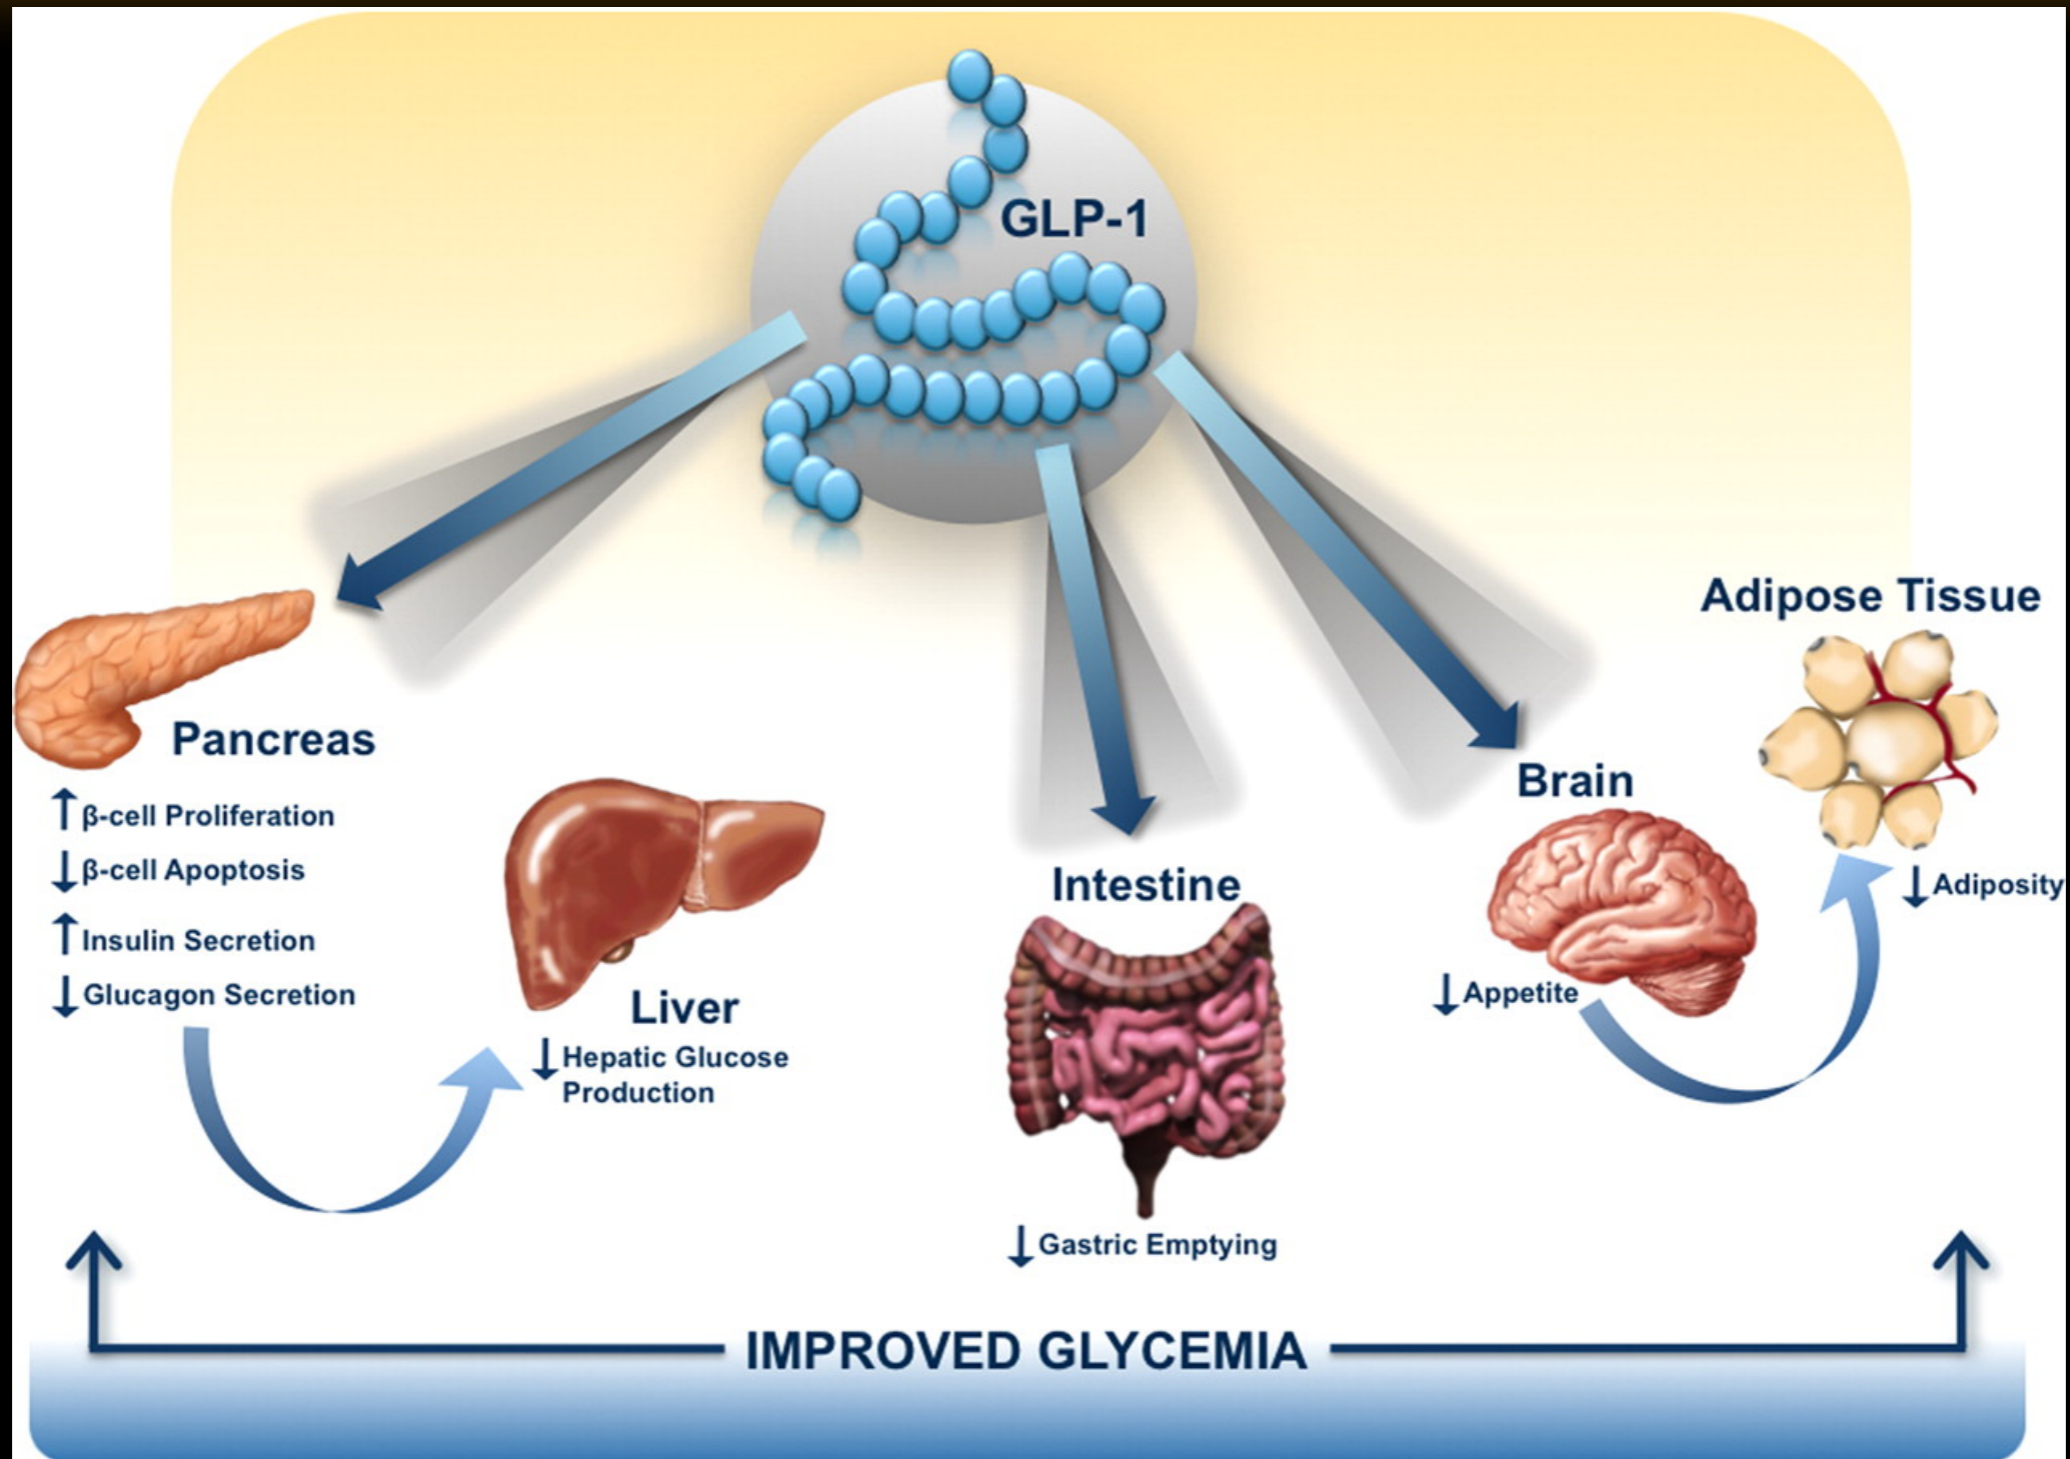 GLP-1
Adipose Tissue
Pancreas
↑ β-cell Proliferation
↓ β-cell Apoptosis
↑ Insulin Secretion
↓ Glucagon Secretion
Liver
↓ Hepatic Glucose
Production
Intestine
↓ Gastric Emptying
Brain
↓ Appetite
↓ Adiposity
IMPROVED GLYCEMIA